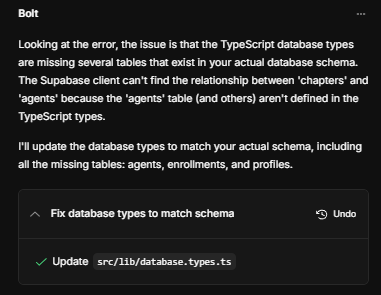 Bolt
Looking at the error, the issue is that the TypeScript database types
are missing several tables that exist in your actual database schema.
The Supabase client can't find the relationship between 'chapters' and
'agents' because the 'agents' table (and others) aren't defined in the
TypeScript types.
I'll update the database types to match your actual schema, including
all the missing tables: agents, enrollments, and profiles.
Fix database types to match schema
Undo
Update src/lib/database.types.ts